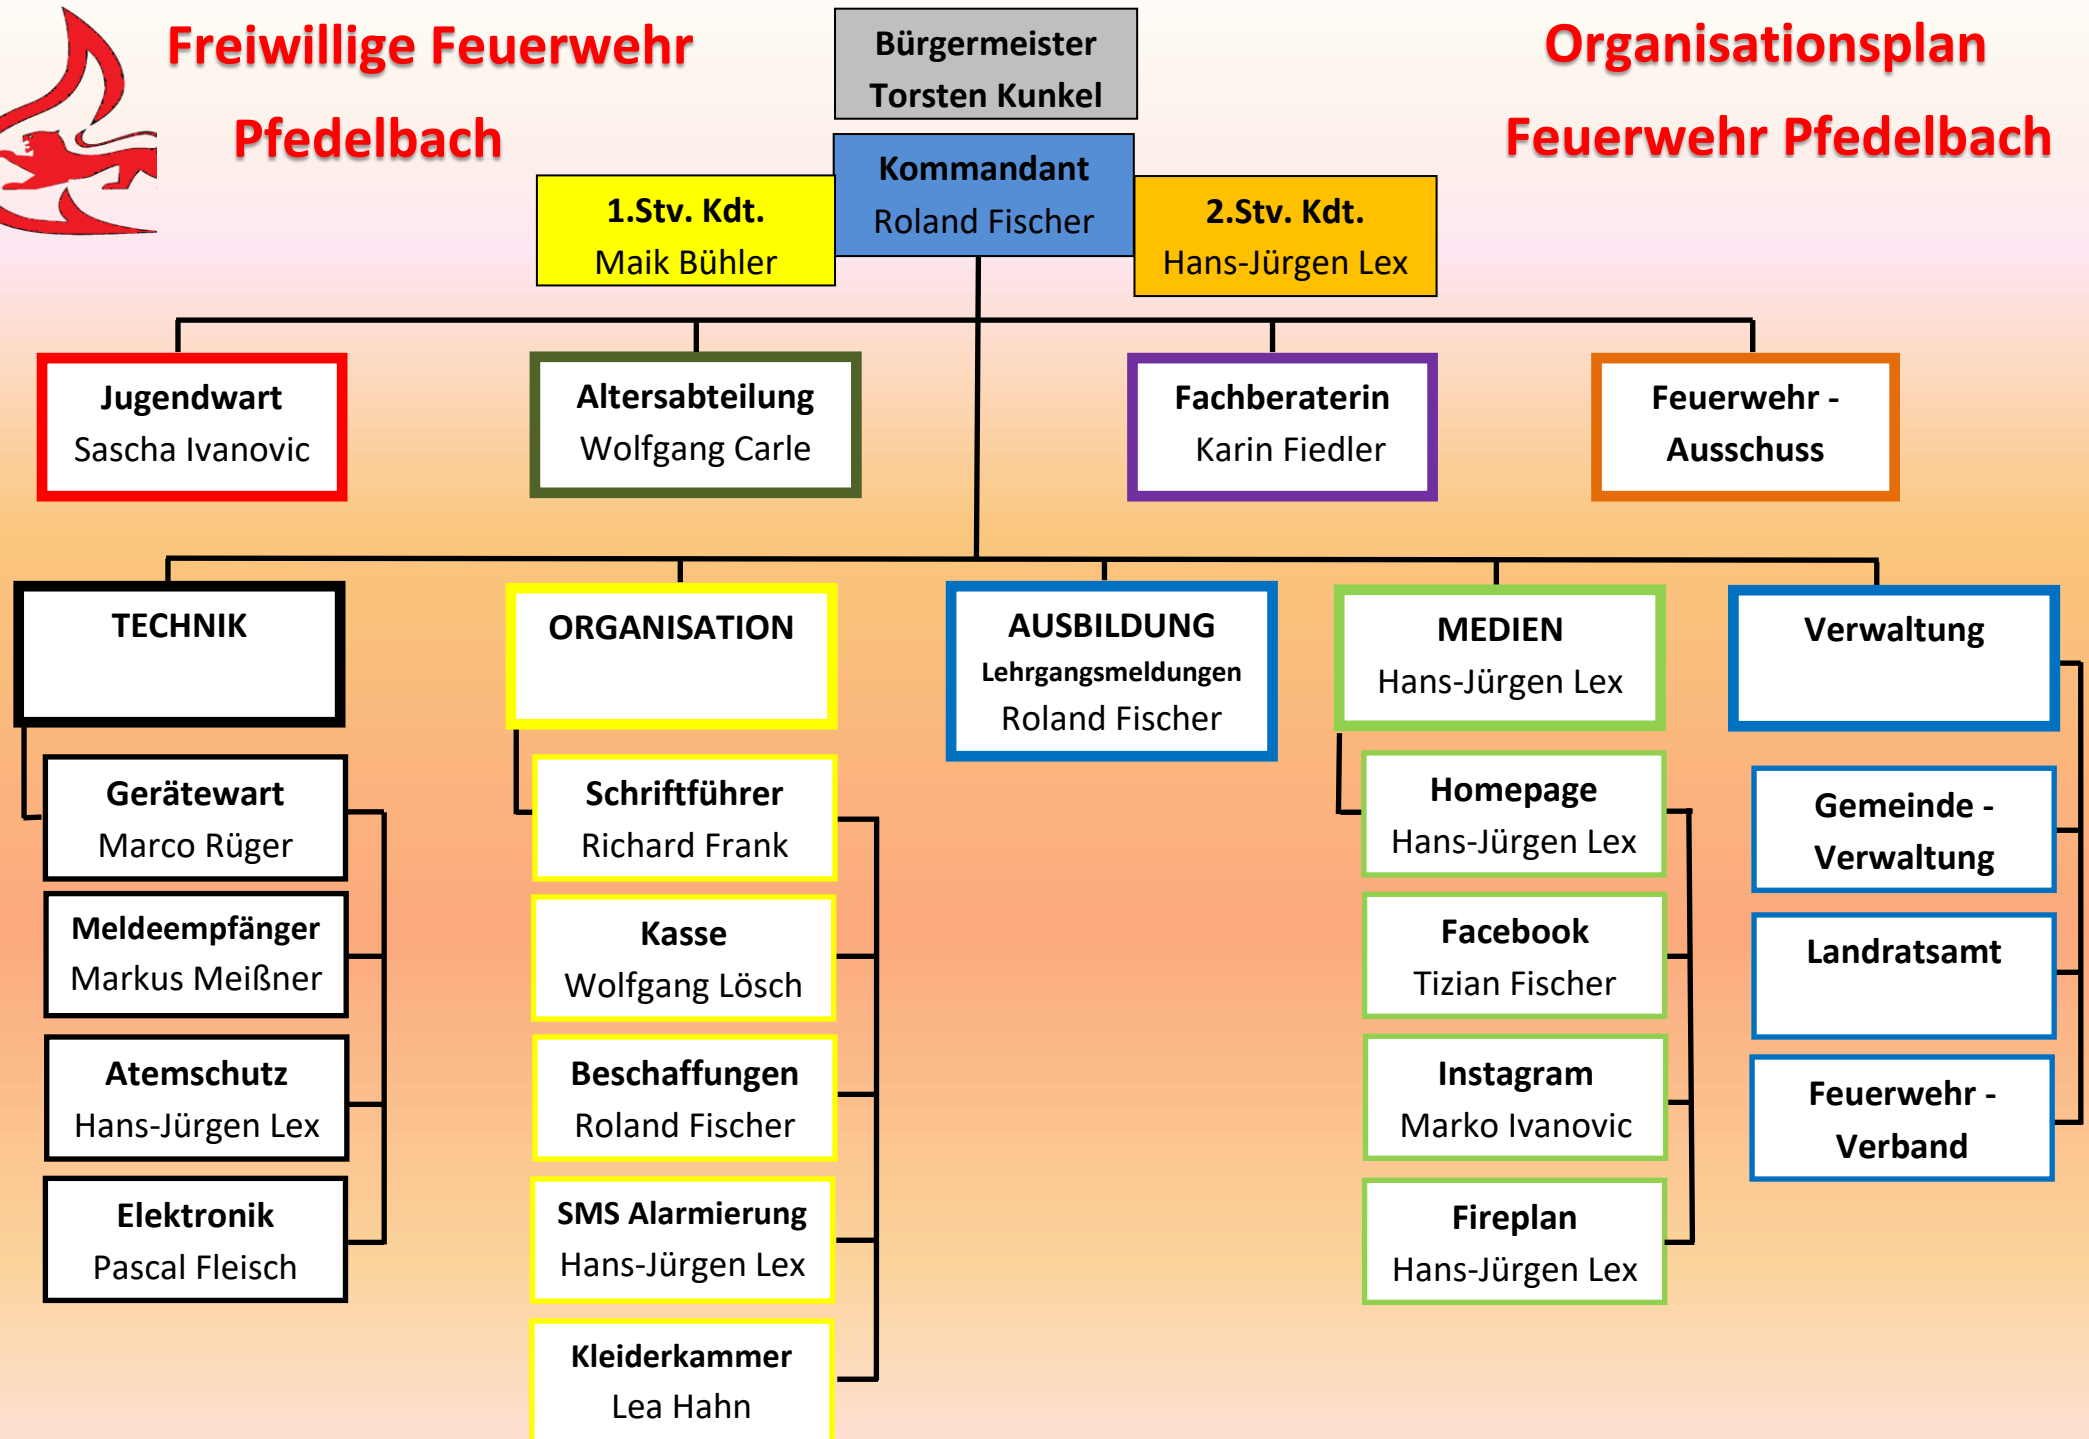 Freiwillige Feuerwehr
Pfedelbach
Bürgermeister
Torsten Kunkel
Organisationsplan
Feuerwehr Pfedelbach
Kommandant
Roland Fischer
1.Stv. Kdt.
Maik Bühler
2.Stv. Kdt.
Hans-Jürgen Lex
Jugendwart
Sascha Ivanovic
Altersabteilung
Wolfgang Carle
Fachberaterin
Karin Fiedler
Feuerwehr -
Ausschuss
TECHNIK
Gerätewart
Marco Rüger
Meldeempfänger
Markus Meißner
Atemschutz
Hans-Jürgen Lex
Elektronik
Pascal Fleisch
ORGANISATION
Schriftführer
Richard Frank
Kasse
Wolfgang Lösch
Beschaffungen
Roland Fischer
SMS Alarmierung
Hans-Jürgen Lex
Kleiderkammer
Lea Hahn
AUSBILDUNG
Lehrgangsmeldungen
Roland Fischer
MEDIEN
Hans-Jürgen Lex
Homepage
Hans-Jürgen Lex
Facebook
Tizian Fischer
Instagram
Marko Ivanovic
Fireplan
Hans-Jürgen Lex
Verwaltung
Gemeinde -
Verwaltung
Landratsamt
Feuerwehr -
Verband